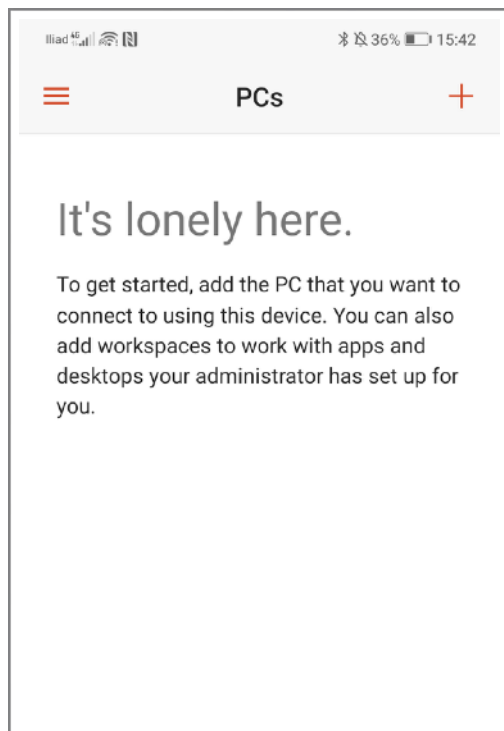 Iliad 4G 36% 15:42
PCs
It's lonely here.
To get started, add the PC that you want to
connect to using this device. You can also
add workspaces to work with apps and
desktops your administrator has set up for
you.